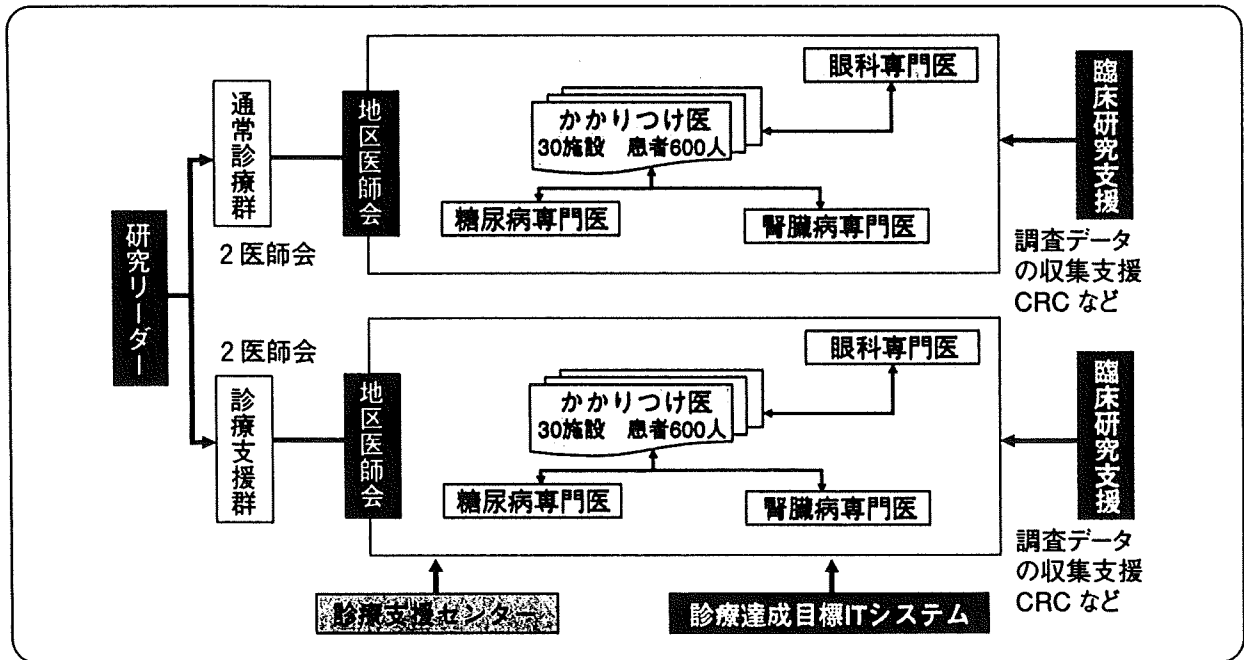 研究リーダー
通常診療群
2医師会
地区医師会
眼科専門医
かかりつけ医
30施設 患者600人
糖尿病専門医
腎臓病専門医
臨床研究支援
調査データ
の収集支援
CRCなど
2医師会
診療支援群
地区医師会
眼科専門医
かかりつけ医
30施設 患者600人
糖尿病専門医
腎臓病専門医
臨床研究支援
調査データ
の収集支援
CRCなど
診療支援センター
診療達成目標ITシステム